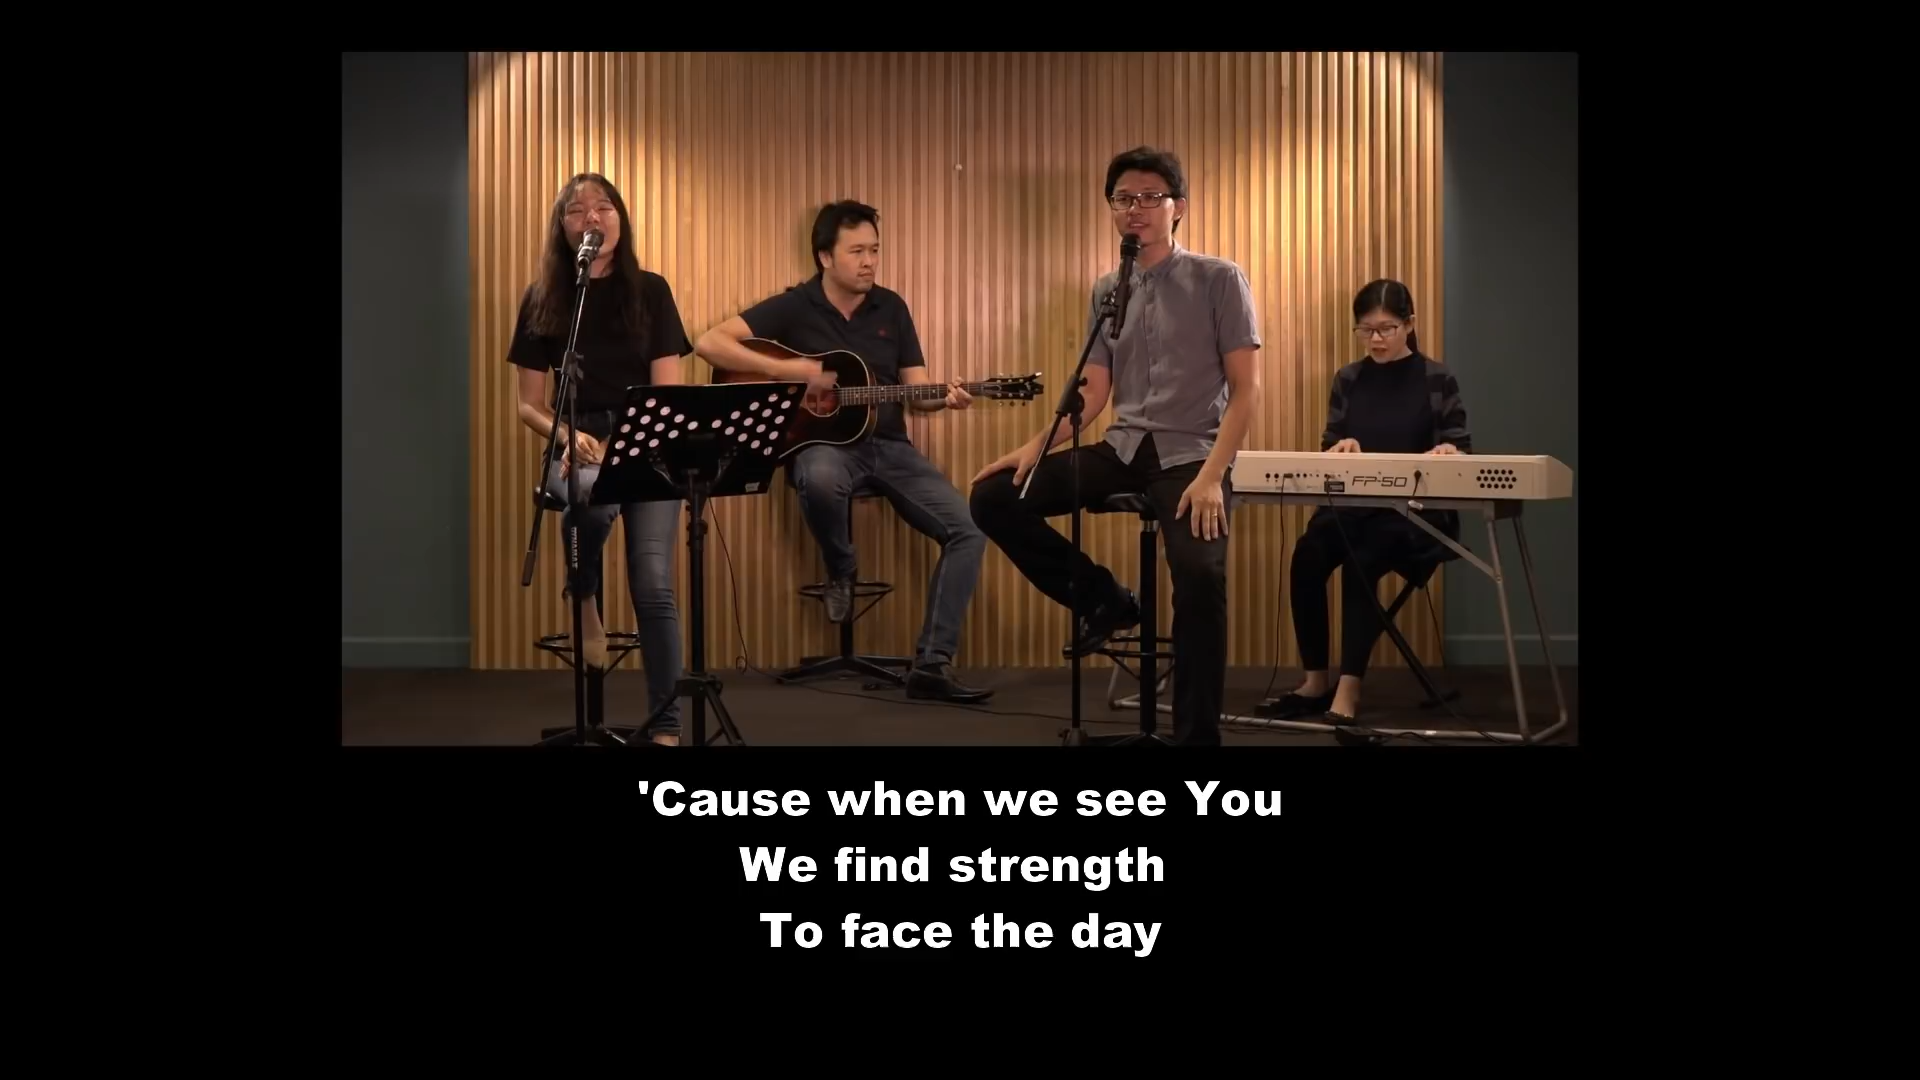 FP-50
'Cause when we see You
We find strength
To face the day